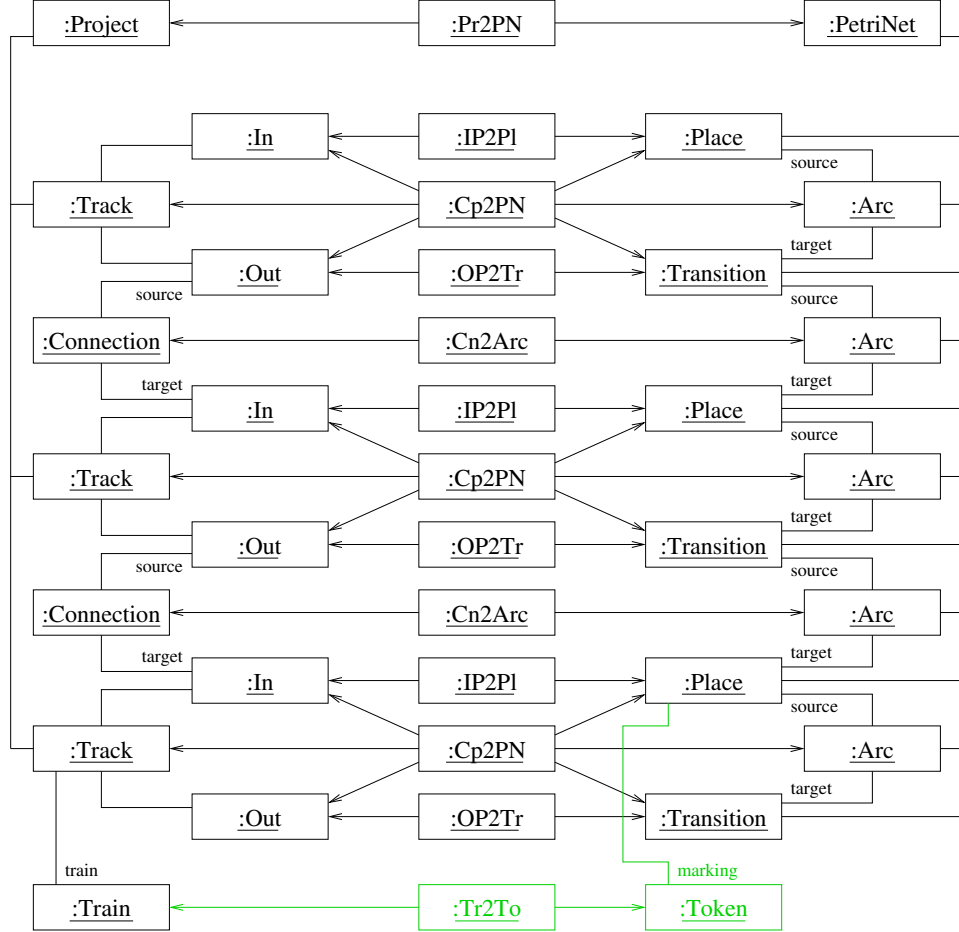 :Project :Pr2PN :PetriNet
:In :IP2Pl :Place
source
:Track :Cp2PN :Arc
target
:Out :OP2Tr :Transition
source source
:Connection :Cn2Arc :Arc
target target
:In :IP2Pl :Place
source
:Track :Cp2PN :Arc
target
:Out :OP2Tr :Transition
source source
:Connection :Cn2Arc :Arc
target target
:In :IP2Pl :Place
source
:Track :Cp2PN :Arc
target
:Out :OP2Tr :Transition
train marking
:Train :Tr2To :Token